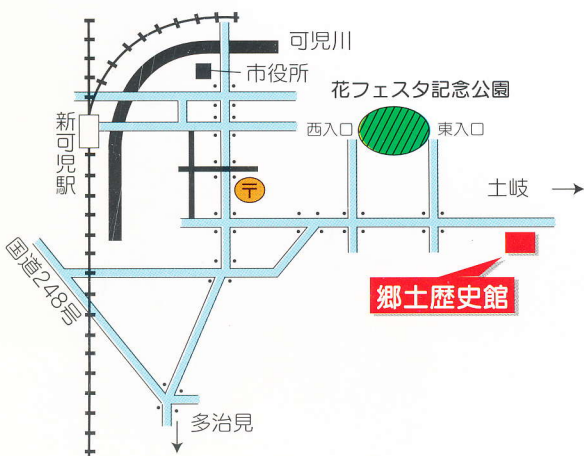 可児川
市役所
花フェスタ記念公園
新可児駅
西入口
東入口
〒
土岐
郷土歴史館
国道248号
多治見